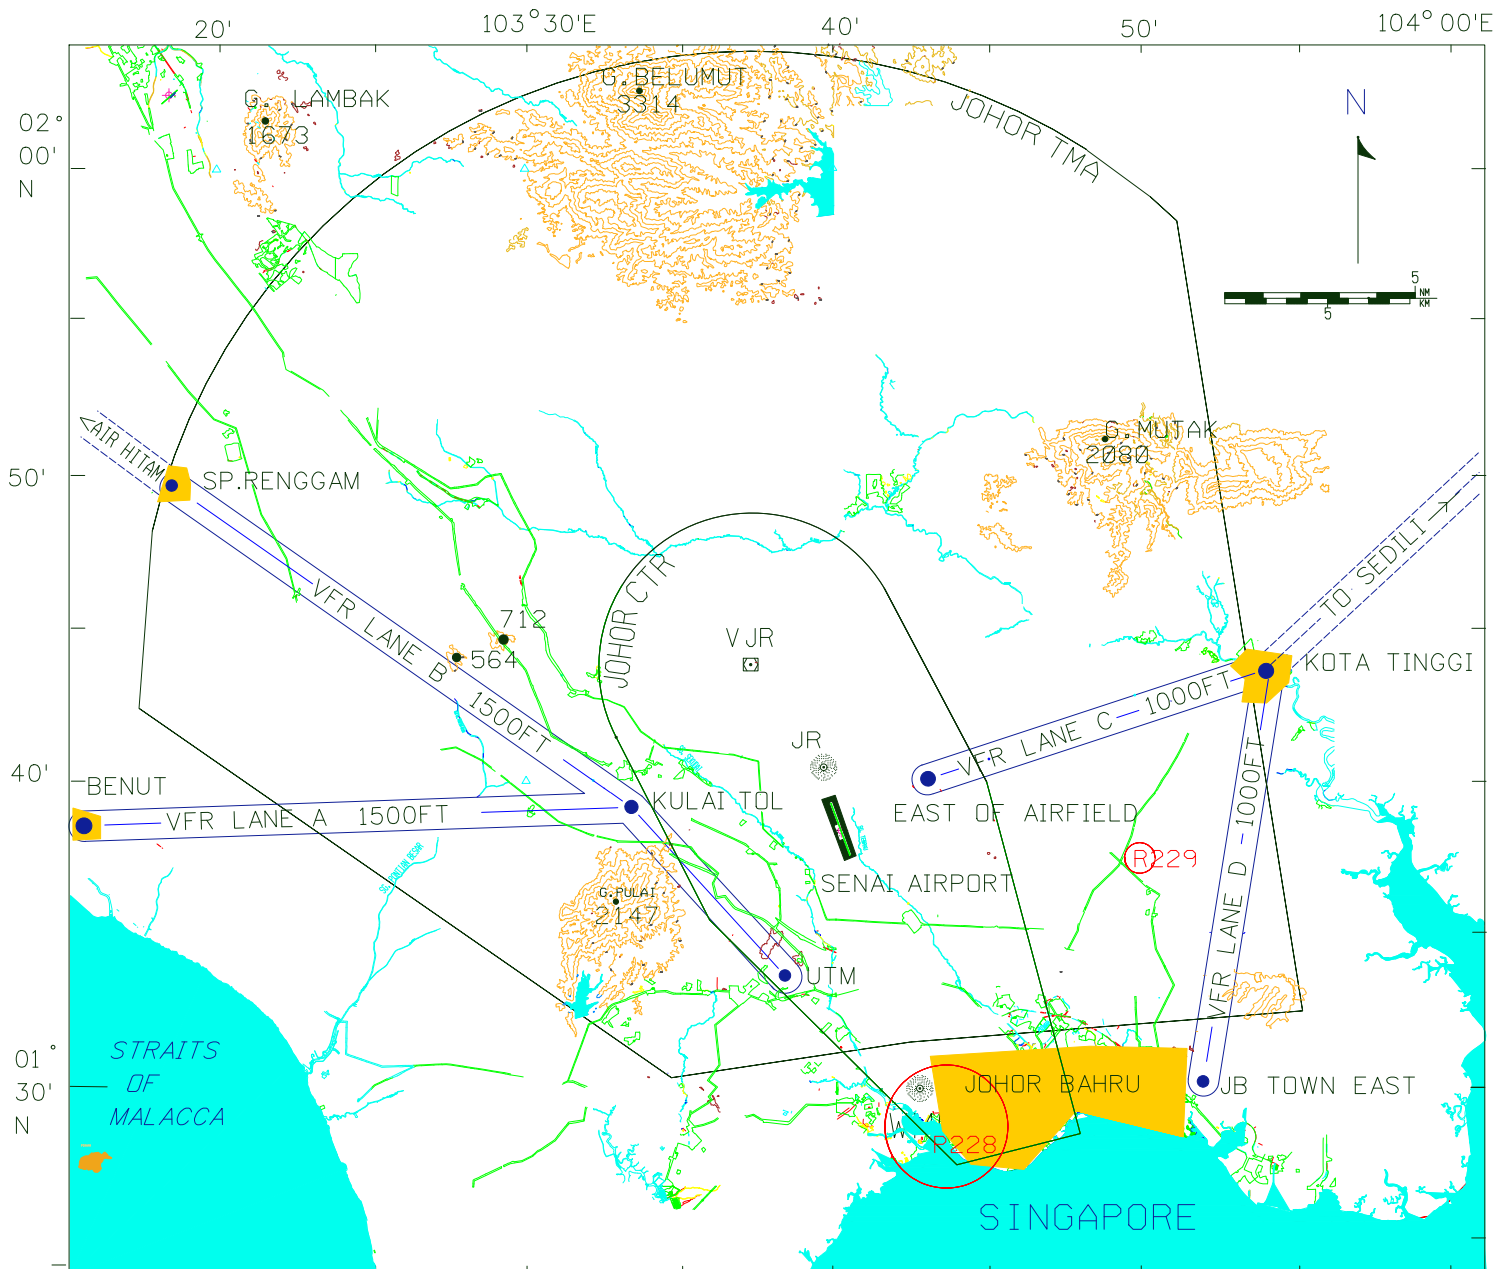 20'
103°30'E
40'
50'
104°00'E
02°
00'
N
G. LAMBAK
1673
G.BELUMUT
3314
JOHOR TMA
N
5
NM
KM
5
<AIR HITAM
50'
SP.RENGGAM
G.MUTAK
2080
TO SEDILI
JOHOR CTR
VFR LANE B 1500FT
712
564
VJR
KOTA TINGGI
VFR LANE C 1000FT
JR
40'
BENUT
VFR LANE A 1500FT
KULAI TOL
EAST OF AIRFIELD
VFR LANE D 1000FT
R229
SENAI AIRPORT
G.PULAI
2147
UTM
01°
30'
N
STRAITS
OF
MALACCA
JOHOR BAHRU
JB TOWN EAST
P228
SINGAPORE